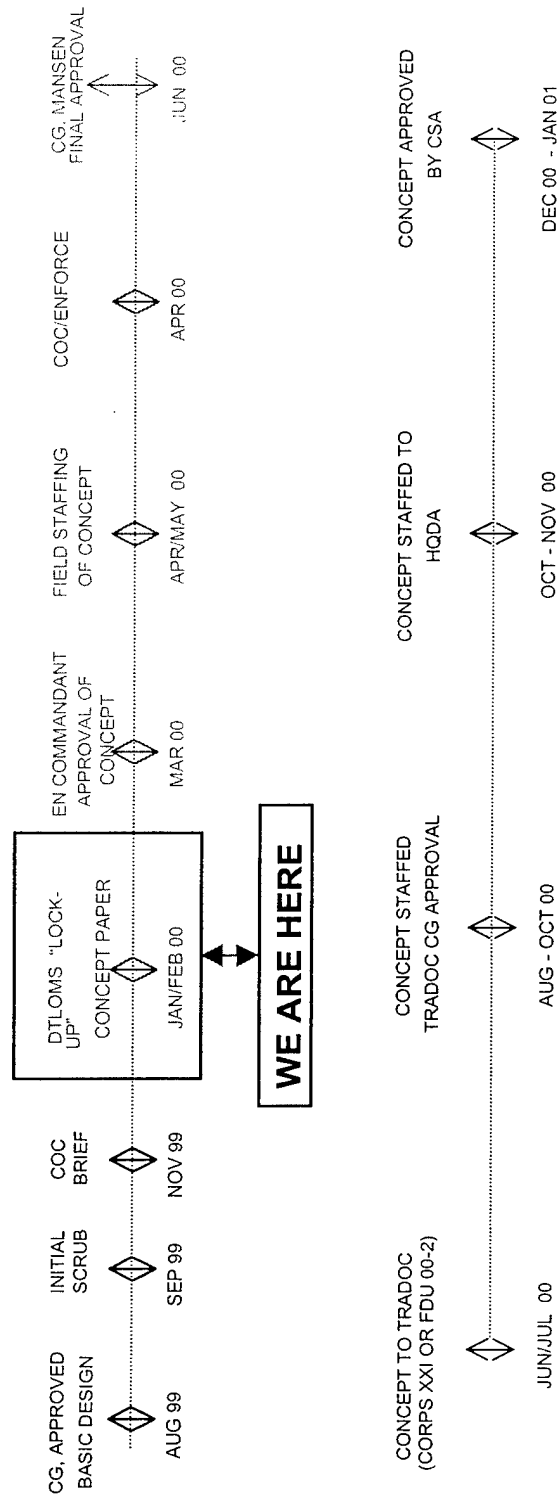 CG, APPROVED
BASIC DESIGN
AUG 99
INITIAL
SCRUB
SEP 99
COC
BRIEF
NOV 99
DTLOMS "LOCK-
UP"
CONCEPT PAPER
JAN/FEB 00
WE ARE HERE
EN COMMANDANT
APPROVAL OF
CONCEPT
MAR 00
FIELD STAFFING
OF CONCEPT
APR/MAY 00
COC/ENFORCE
APR 00
CG, MANSEN
FINAL APPROVAL
JUN 00
CONCEPT TO TRADOC
(CORPS XXI OR FDU 00-2)
JUN/JUL 00
CONCEPT STAFFED
TRADOC CG APPROVAL
AUG - OCT 00
CONCEPT STAFFED TO
HQDA
OCT - NOV 00
CONCEPT APPROVED
BY CSA
DEC 00 - JAN 01